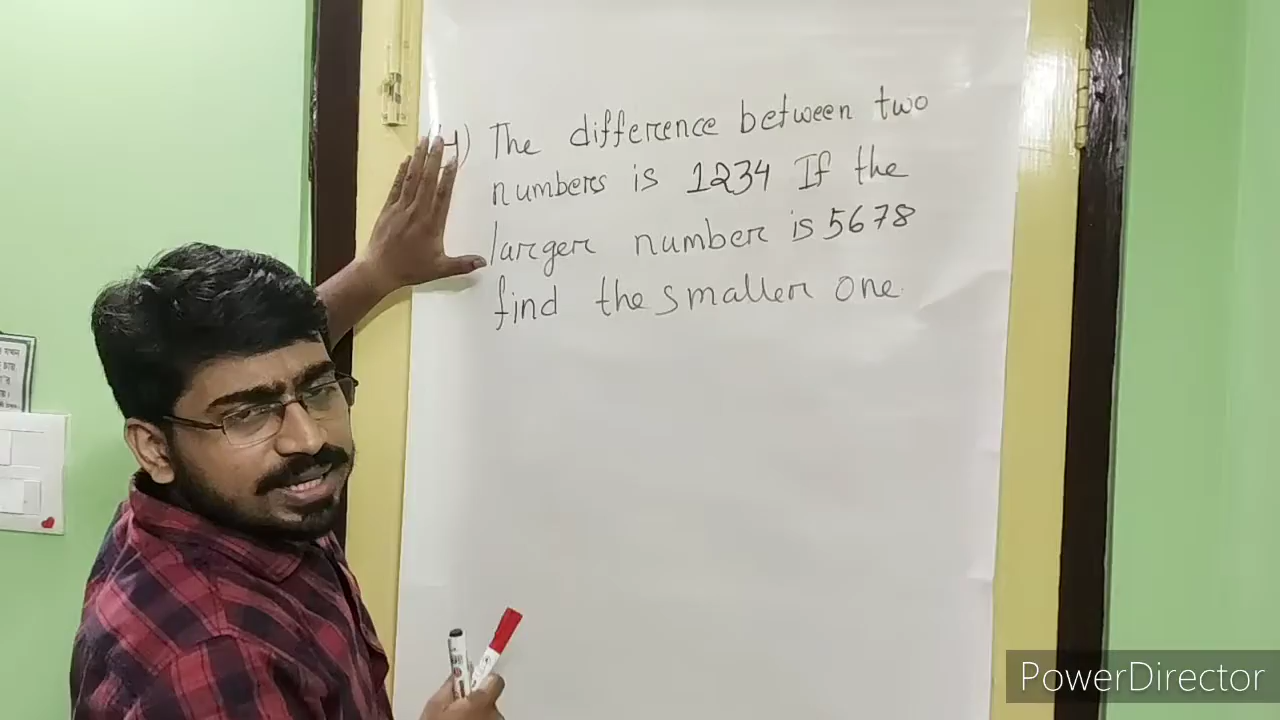 4) The difference between two
numbers is 1234 If the
larger number is 5678
find the smaller one.
PowerDirector